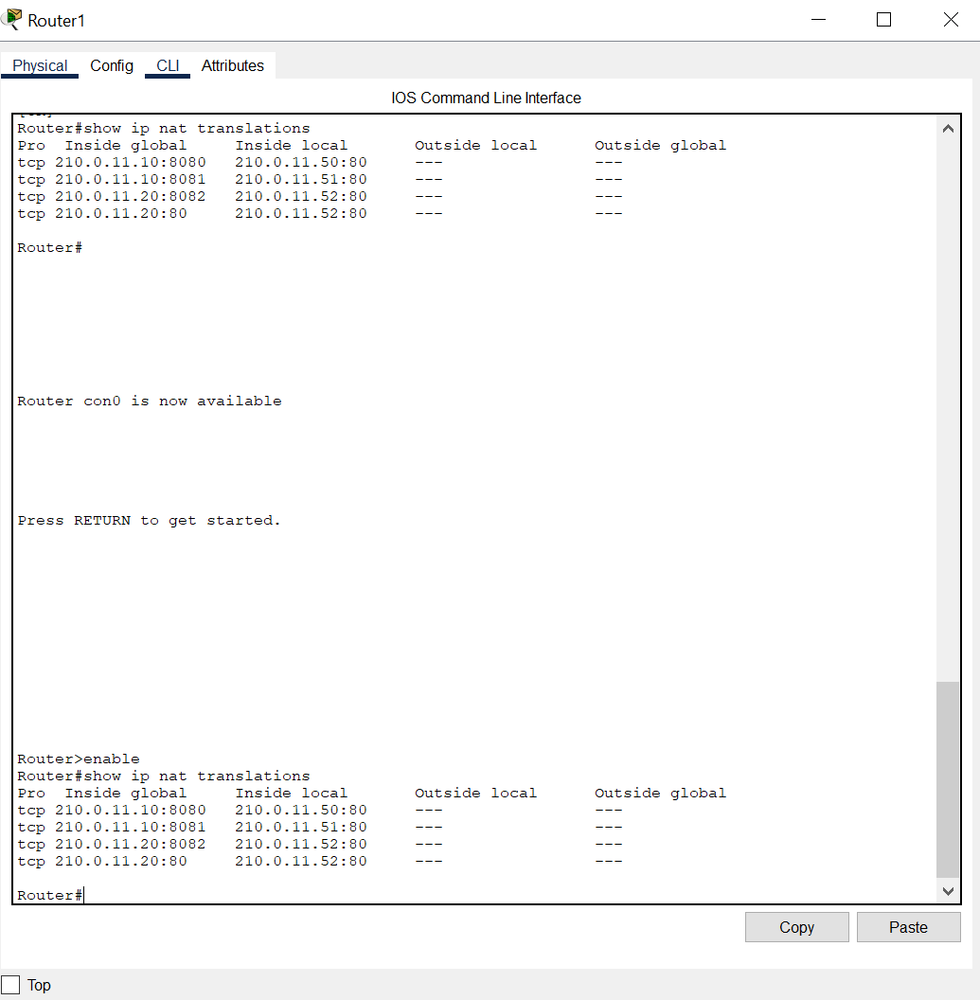 Router1
Physical Config CLI Attributes
IOS Command Line Interface
Router#show ip nat translations
Pro  Inside global     Inside local       Outside local      Outside global
tcp 210.0.11.10:8080   210.0.11.50:80     ---                ---
tcp 210.0.11.10:8081   210.0.11.51:80     ---                ---
tcp 210.0.11.20:8082   210.0.11.52:80     ---                ---
tcp 210.0.11.20:80     210.0.11.52:80     ---                ---
Router#
Router con0 is now available
Press RETURN to get started.
Router>enable
Router#show ip nat translations
Pro  Inside global     Inside local       Outside local      Outside global
tcp 210.0.11.10:8080   210.0.11.50:80     ---                ---
tcp 210.0.11.10:8081   210.0.11.51:80     ---                ---
tcp 210.0.11.20:8082   210.0.11.52:80     ---                ---
tcp 210.0.11.20:80     210.0.11.52:80     ---                ---
Router#
Copy Paste
Top